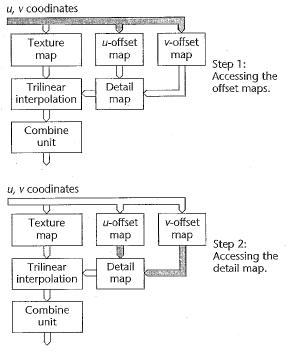 u, v coodinates
Texture map
u-offset map
v-offset map
Step 1: Accessing the offset maps.
Trilinear interpolation
Detail map
Combine unit
u, v coordinates
Texture map
u-offset map
v-offset map
Step 2: Accessing the detail map.
Trilinear interpolation
Detail map
Combine unit